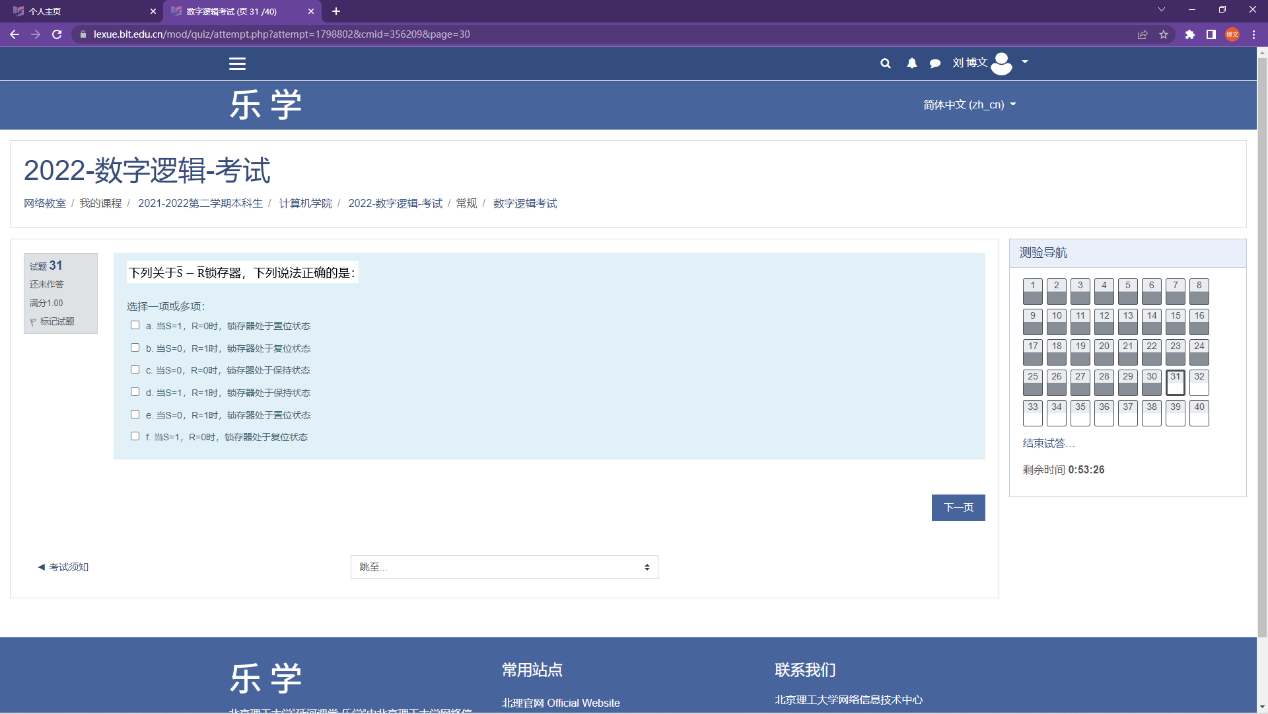 个人主页
数字逻辑考试 (页 31 /40)
lexue.bit.edu.cn/mod/quiz/attempt.php?attempt=1798802&cmid=356209&page=30
刘 博文
乐 学
简体中文 (zh_cn)
2022-数字逻辑-考试
网络教室 / 我的课程 / 2021-2022第二学期本科生 / 计算机学院 / 2022-数字逻辑-考试 / 常规 / 数字逻辑考试
试题 31
还未作答
满分1.00
标记试题
下列关于S̄ – R̄锁存器，下列说法正确的是：
选择一项或多项：
a. 当S=1，R=0时，锁存器处于置位状态
b. 当S=0，R=1时，锁存器处于复位状态
c. 当S=0，R=0时，锁存器处于保持状态
d. 当S=1，R=1时，锁存器处于保持状态
e. 当S=0，R=1时，锁存器处于置位状态
f. 当S=1，R=0时，锁存器处于复位状态
下一页
◀ 考试须知
跳至...
测验导航
1 2 3 4 5 6 7 8
9 10 11 12 13 14 15 16
17 18 19 20 21 22 23 24
25 26 27 28 29 30 31 32
33 34 35 36 37 38 39 40
结束试答...
剩余时间 0:53:26
乐 学
常用站点
北理官网 Official Website
联系我们
北京理工大学网络信息技术中心